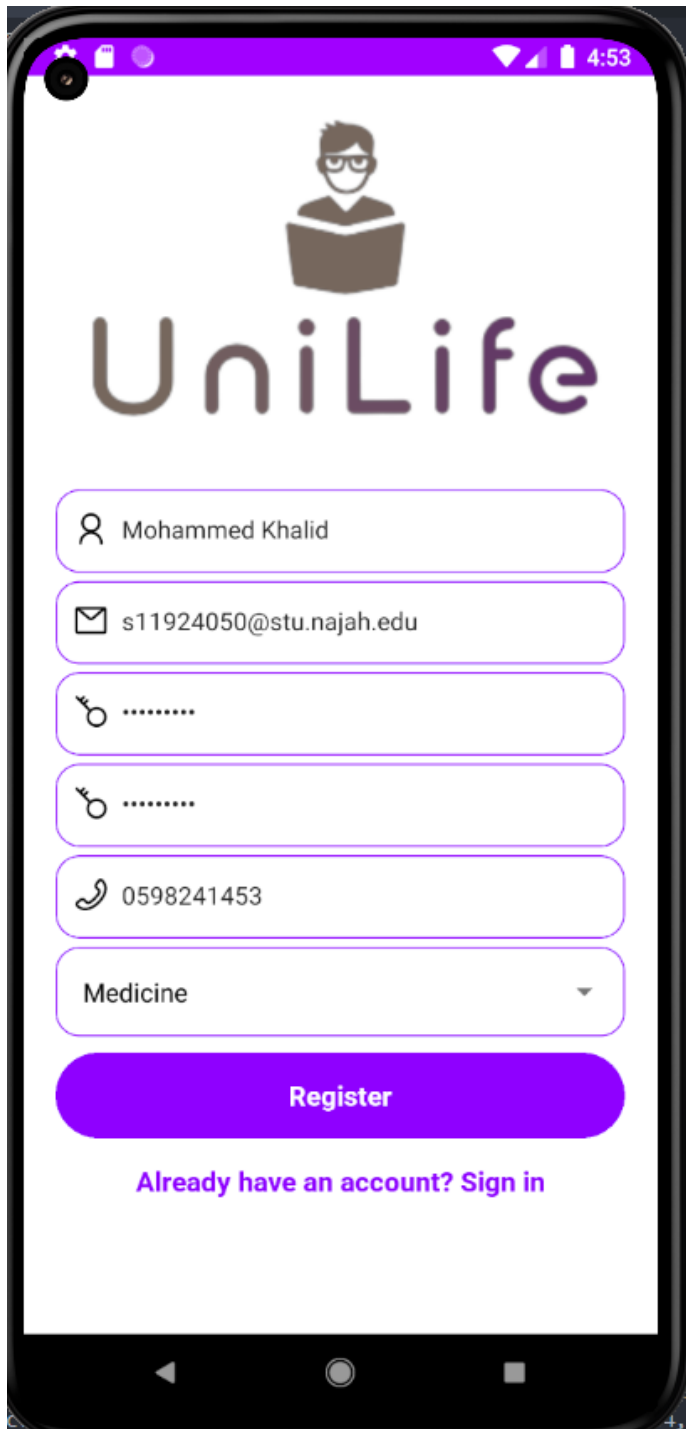 4:53
UniLife
Mohammed Khalid
s11924050@stu.najah.edu
•••••••••
•••••••••
0598241453
Medicine
Register
Already have an account? Sign in